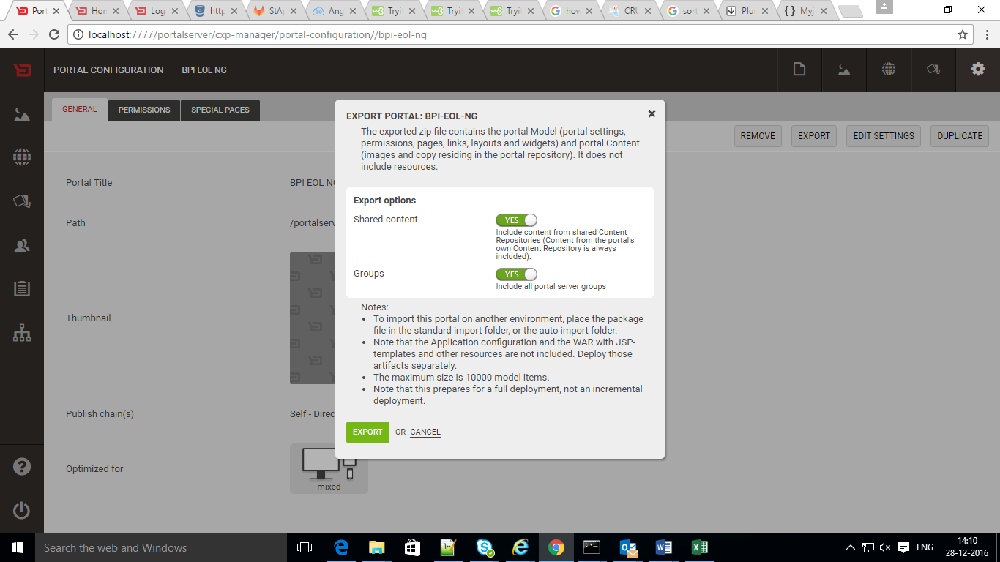 Port
Hor
Log
http
StAp
Ang
Tryi
Tryi
Tryi
how
CRU
sort
Plun
Myj
localhost:7777/portalserver/cxp-manager/portal-configuration//bpi-eol-ng
PORTAL CONFIGURATION | BPI EOL NG
GENERAL
PERMISSIONS
SPECIAL PAGES
REMOVE
EXPORT
EDIT SETTINGS
DUPLICATE
Portal Title
BPI EOL NG
Path
/portalserv
Thumbnail
Publish chain(s)
Self - Direc
Optimized for
mixed
EXPORT PORTAL: BPI-EOL-NG
The exported zip file contains the portal Model (portal settings,
permissions, pages, links, layouts and widgets) and portal Content
(images and copy residing in the portal repository). It does not
include resources.
Export options
Shared content
YES
Include content from shared Content
Repositories (Content from the portal's
own Content Repository is always
included).
Groups
YES
Include all portal server groups
Notes:
• To import this portal on another environment, place the package
file in the standard import folder, or the auto import folder.
• Note that the Application configuration and the WAR with JSP-
templates and other resources are not included. Deploy those
artifacts separately.
• The maximum size is 10000 model items.
• Note that this prepares for a full deployment, not an incremental
deployment.
EXPORT OR CANCEL
Search the web and Windows
ENG
14:10
28-12-2016